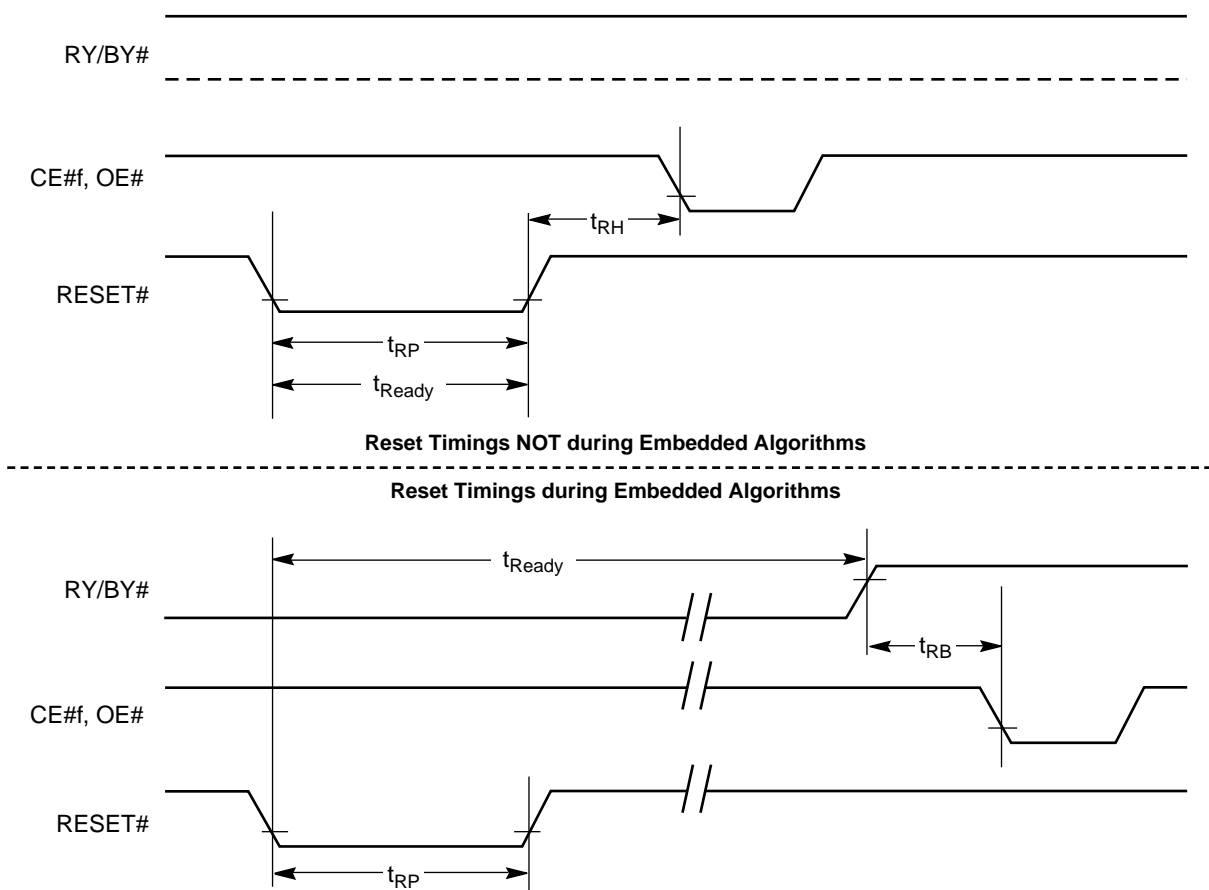 RY/BY#
CE#f, OE#
tRH
RESET#
tRP
tReady
Reset Timings NOT during Embedded Algorithms
Reset Timings during Embedded Algorithms
tReady
RY/BY#
tRB
CE#f, OE#
RESET#
tRP